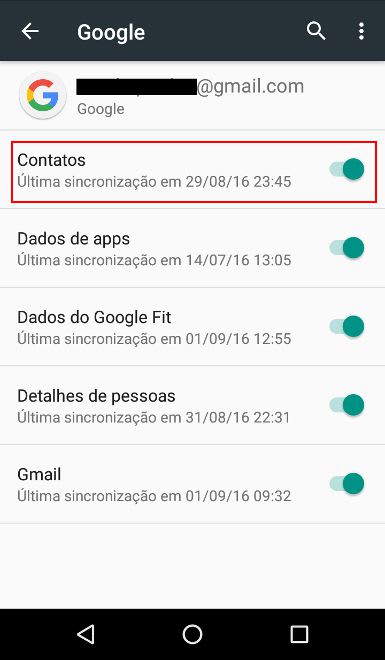 Google
@gmail.com
Google
Contatos
Última sincronização em 29/08/16 23:45
Dados de apps
Última sincronização em 14/07/16 13:05
Dados do Google Fit
Última sincronização em 01/09/16 12:55
Detalhes de pessoas
Última sincronização em 31/08/16 22:31
Gmail
Última sincronização em 01/09/16 09:32